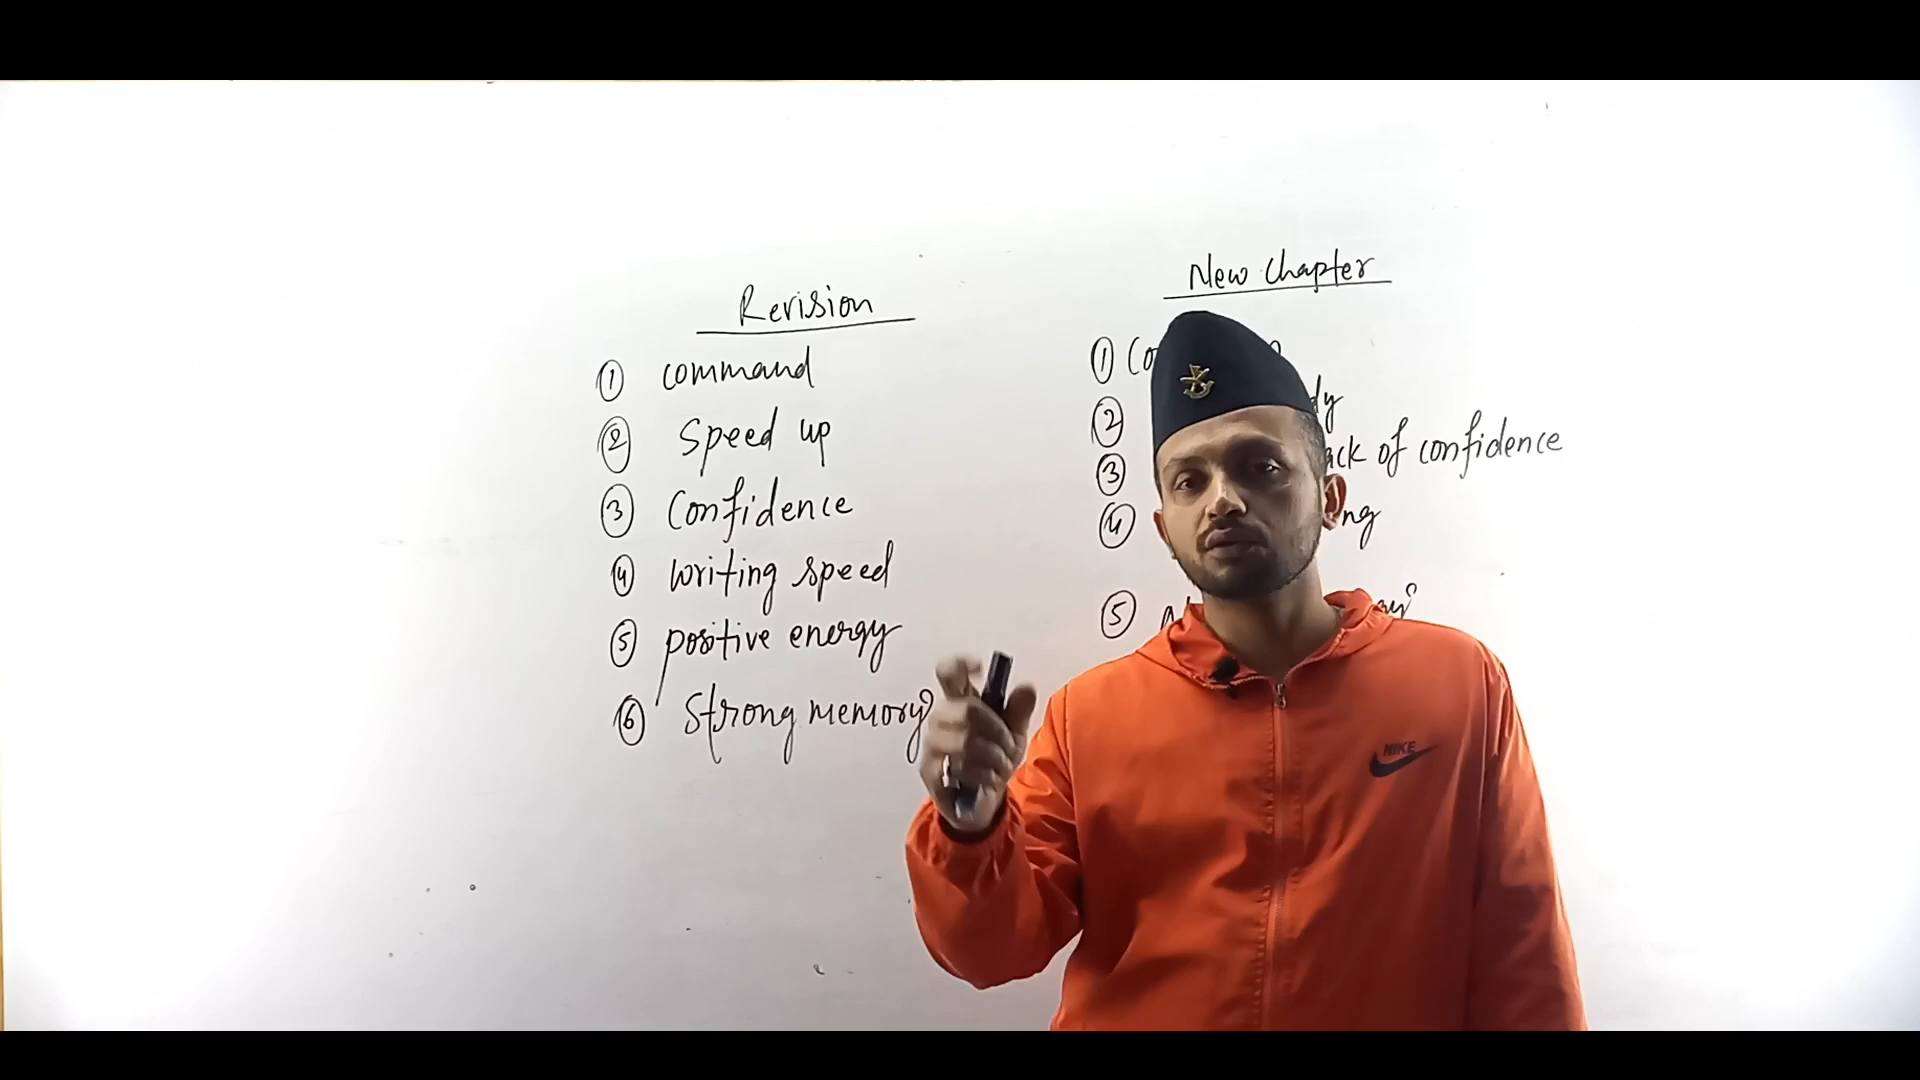 Revision
① command
② Speed up
③ Confidence
④ Writing speed
⑤ positive energy
⑥ Strong memory
New Chapter
①
②
③ of confidence
④
⑤
NIKE